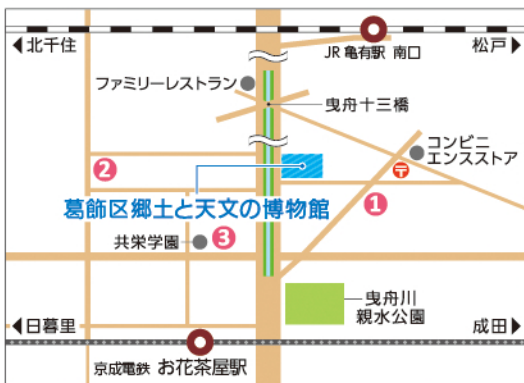 北千住
JR 亀有駅 南口
松戸
ファミリーレストラン
曳舟十三橋
コンビニ
エンスストア
〒
❷
❶
葛飾区郷土と天文の博物館
共栄学園
❸
曳舟川
親水公園
日暮里
成田
京成電鉄 お花茶屋駅